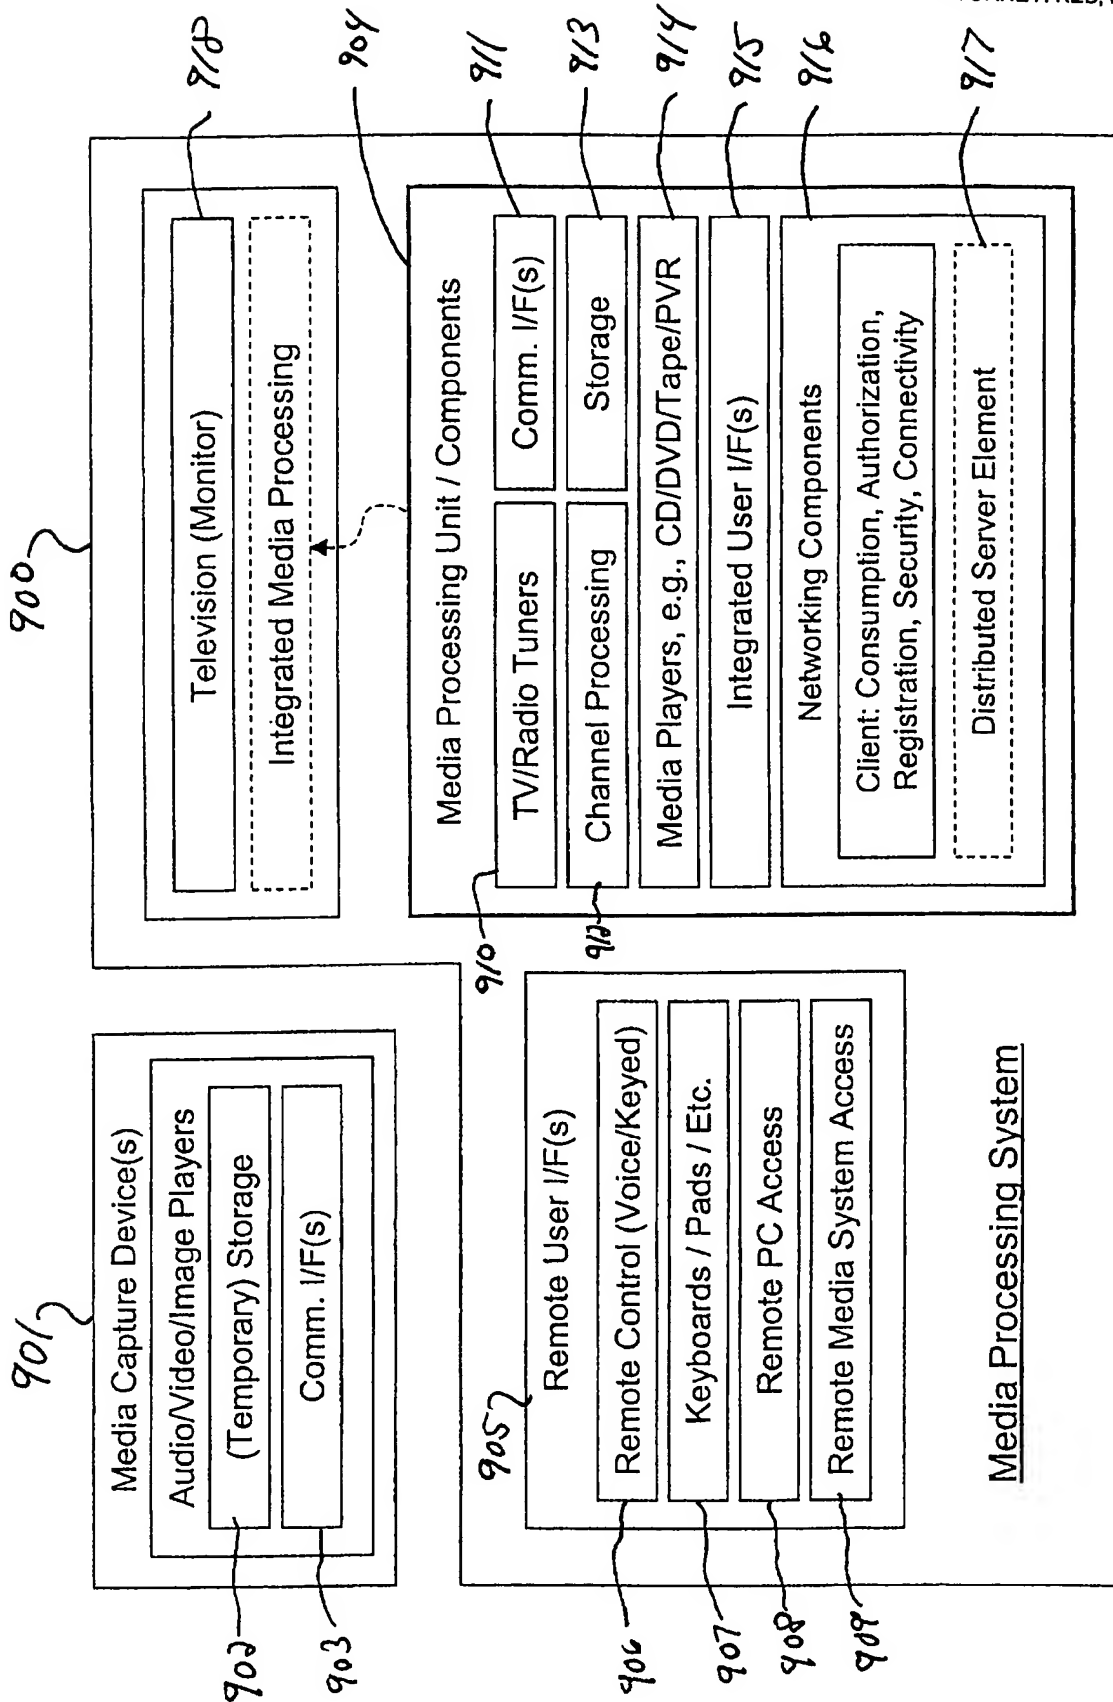 901
Media Capture Device(s)
Audio/Video/Image Players
(Temporary) Storage
902
Comm. I/F(s)
903
900
Television (Monitor)
918
Integrated Media Processing
904
Media Processing Unit / Components
910
TV/Radio Tuners
Comm. I/F(s)
911
912
Channel Processing
Storage
913
Media Players, e.g., CD/DVD/Tape/PVR
914
Integrated User I/F(s)
915
Networking Components
916
Client: Consumption, Authorization,
Registration, Security, Connectivity
Distributed Server Element
917
905
Remote User I/F(s)
Remote Control (Voice/Keyed)
906
Keyboards / Pads / Etc.
907
Remote PC Access
908
Remote Media System Access
909
Media Processing System